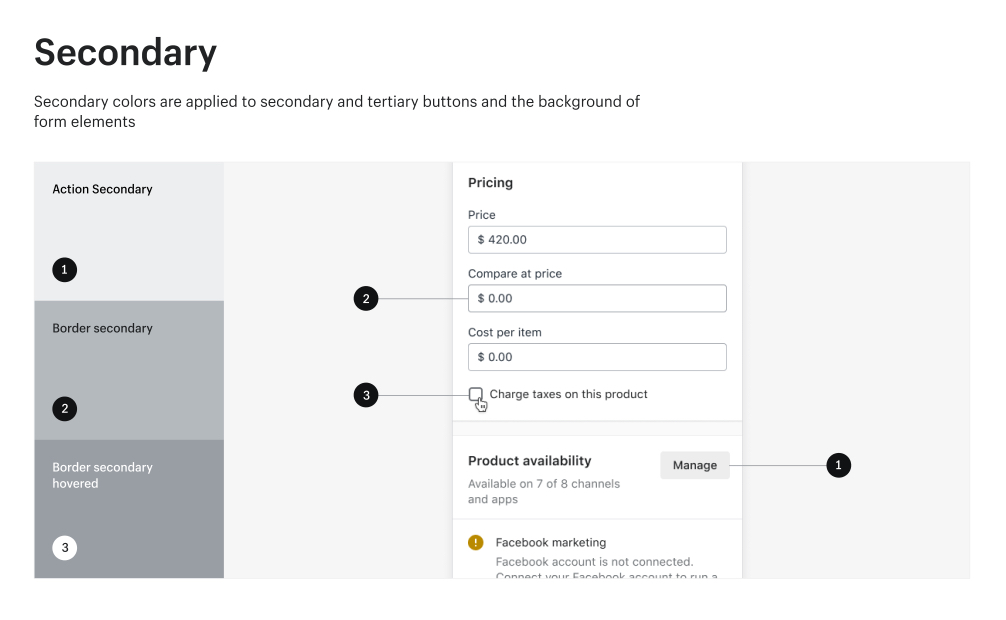 Secondary
Secondary colors are applied to secondary and tertiary buttons and the background of
form elements
Action Secondary
1
Border secondary
2
Border secondary
hovered
3
Pricing
Price
$ 420.00
Compare at price
2
$ 0.00
Cost per item
$ 0.00
3
Charge taxes on this product
Product availability
Manage
1
Available on 7 of 8 channels
and apps
!
Facebook marketing
Facebook account is not connected.
Connect your Facebook account to run a